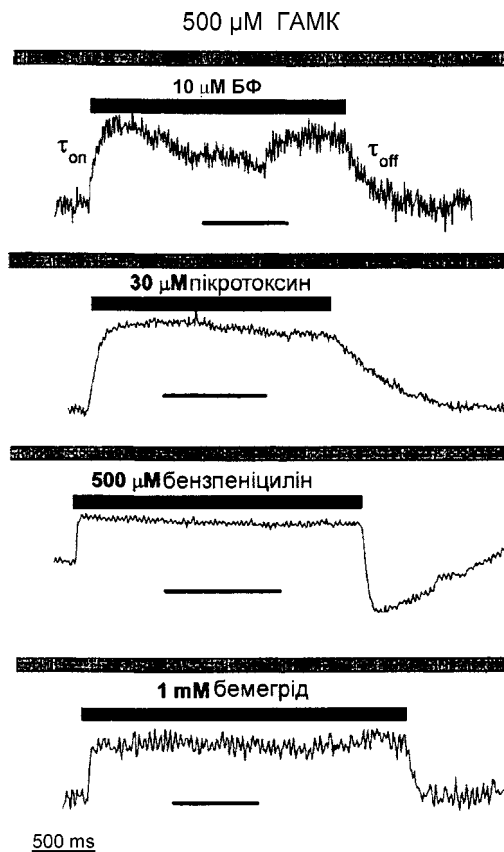 500 μM ГАМК
10 μM БФ
τon
τoff
30 μM пікротоксин
500 μM бензпеніцилін
1 mM бемегрід
500 ms